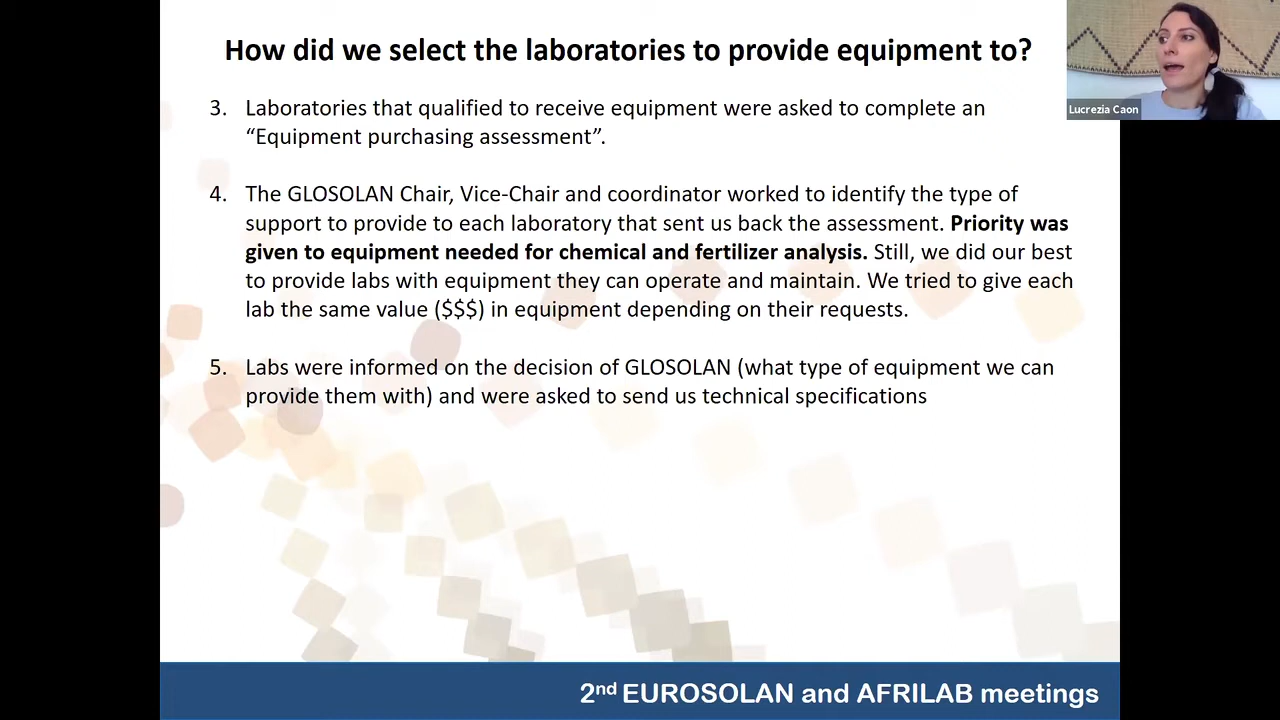 How did we select the laboratories to provide equipment to?
Lucrezia Caon
3. Laboratories that qualified to receive equipment were asked to complete an
“Equipment purchasing assessment”.
4. The GLOSOLAN Chair, Vice-Chair and coordinator worked to identify the type of
support to provide to each laboratory that sent us back the assessment. Priority was
given to equipment needed for chemical and fertilizer analysis. Still, we did our best
to provide labs with equipment they can operate and maintain. We tried to give each
lab the same value ($$$) in equipment depending on their requests.
5. Labs were informed on the decision of GLOSOLAN (what type of equipment we can
provide them with) and were asked to send us technical specifications
2nd EUROSOLAN and AFRILAB meetings